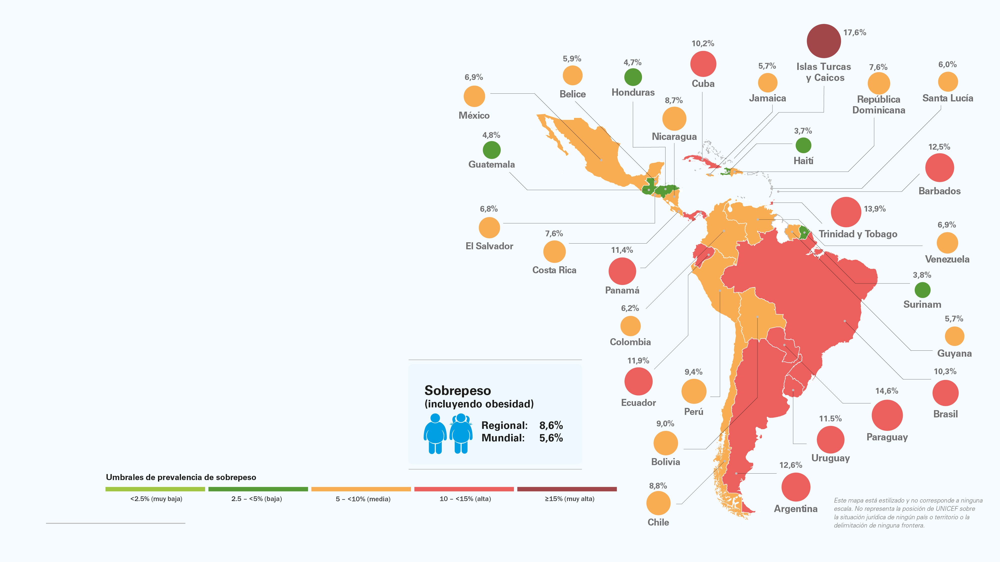 17,6%
Islas Turcas
y Caicos
10,2%
Cuba
5,9%
Belice
4,7%
Honduras
5,7%
Jamaica
7,6%
República
Dominicana
6,0%
Santa Lucía
6,9%
México
8,7%
Nicaragua
3,7%
Haití
4,8%
Guatemala
12,5%
Barbados
13,9%
Trinidad y Tobago
6,8%
El Salvador
7,6%
Costa Rica
11,4%
Panamá
6,9%
Venezuela
3,8%
Surinam
6,2%
Colombia
5,7%
Guyana
11,9%
Ecuador
9,4%
Perú
10,3%
Brasil
14,6%
Paraguay
11.5%
Uruguay
9,0%
Bolivia
12,6%
Argentina
8,8%
Chile
Sobrepeso
(incluyendo obesidad)
Regional: 8,6%
Mundial: 5,6%
Umbrales de prevalencia de sobrepeso
<2.5% (muy baja)
2.5 – <5% (baja)
5 – <10% (media)
10 – <15% (alta)
≥15% (muy alta)
Este mapa está estilizado y no corresponde a ninguna
escala. No representa la posición de UNICEF sobre
la situación jurídica de ningún país o territorio o la
delimitación de ninguna frontera.